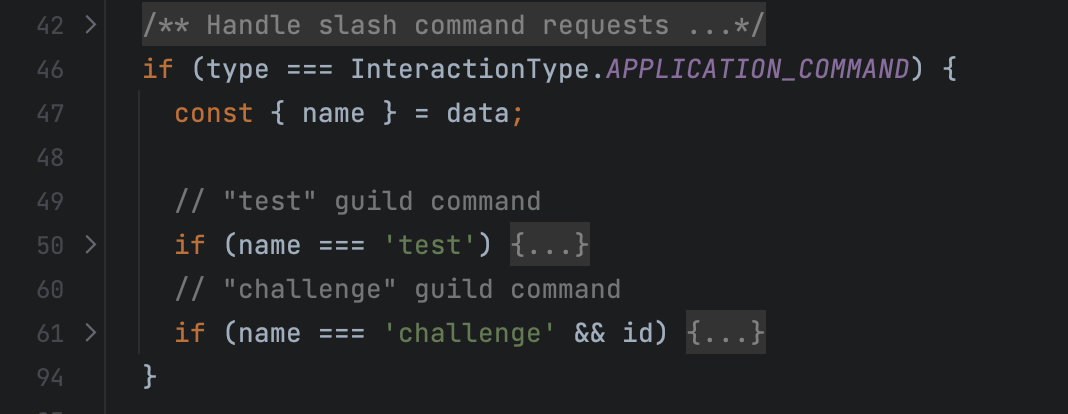 42 /** Handle slash command requests ...*/
46 if (type === InteractionType.APPLICATION_COMMAND) {
47 const { name } = data;
48
49 // "test" guild command
50 if (name === 'test') {...}
60 // "challenge" guild command
61 if (name === 'challenge' && id) {...}
94 }